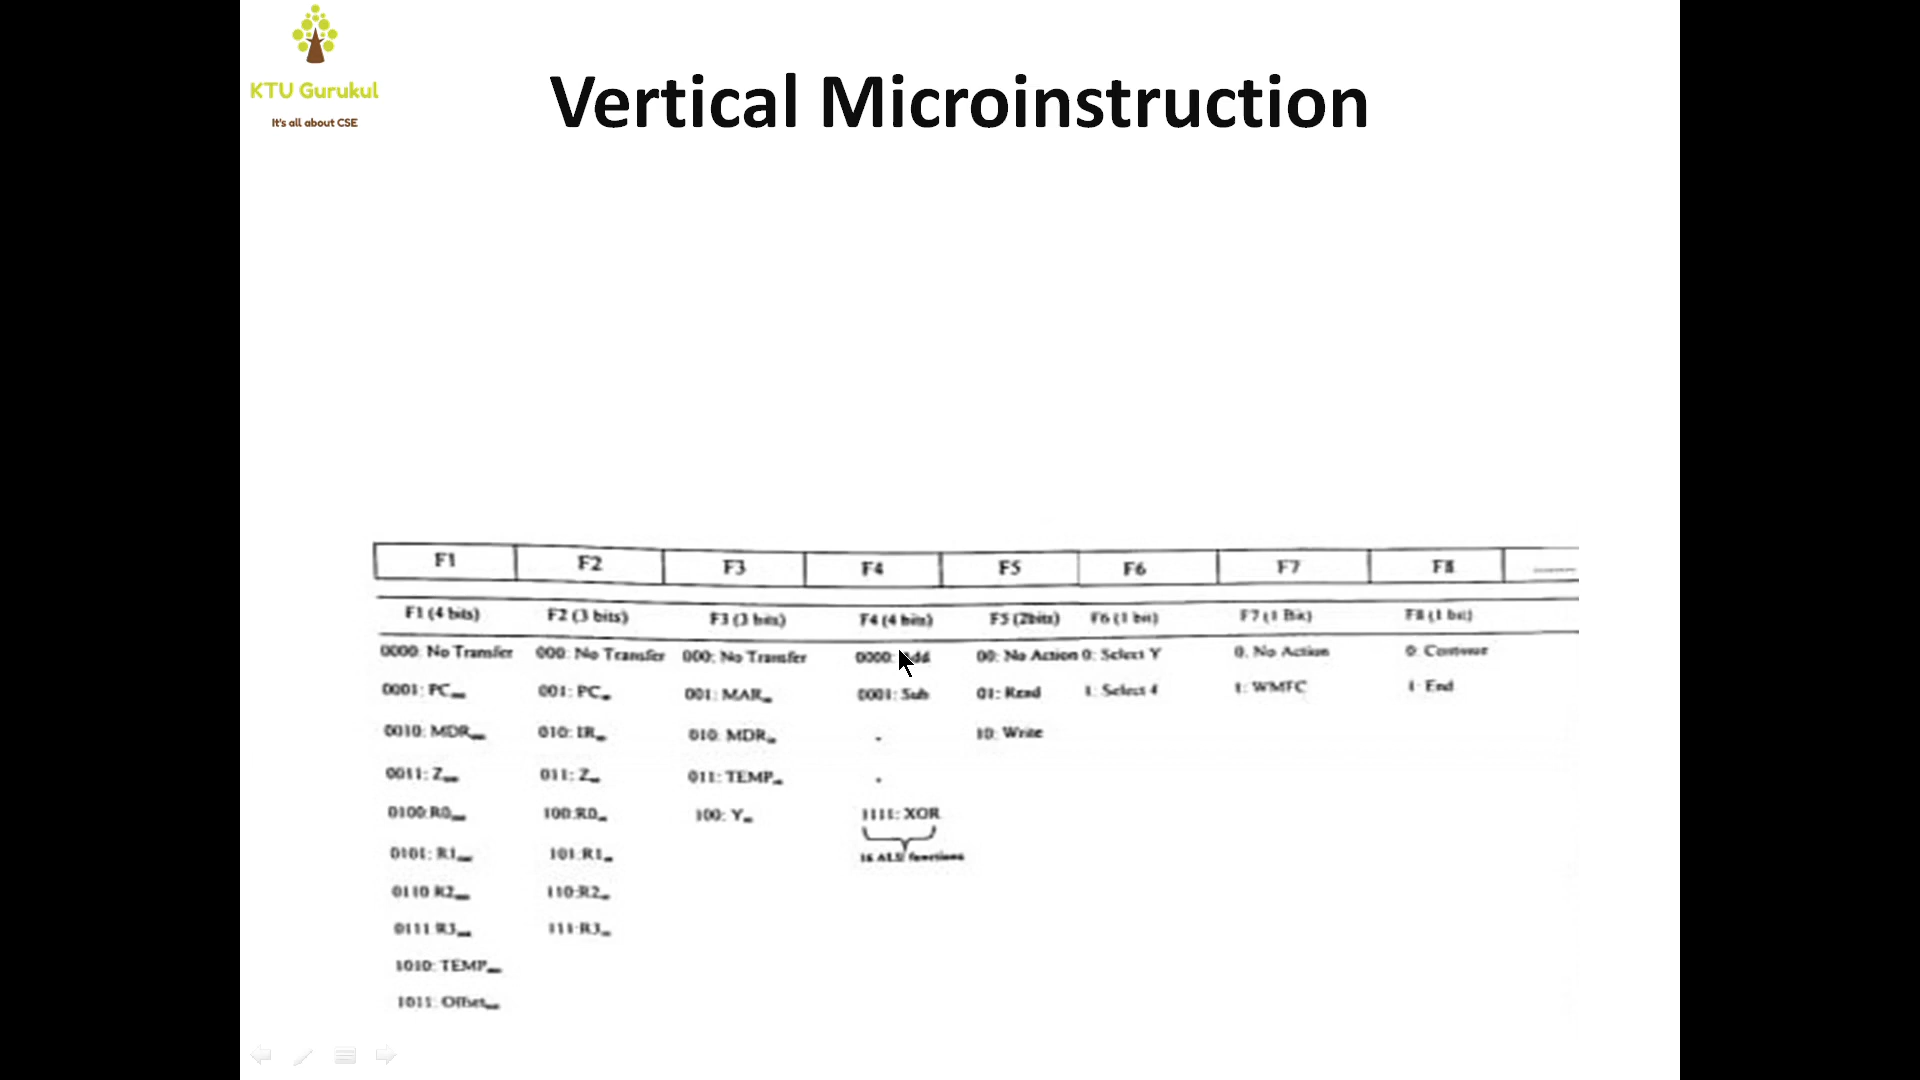 KTU Gurukul
It's all about CSE
Vertical Microinstruction
F1 F2 F3 F4 F5 F6 F7 F8
F1 (4 bits) F2 (3 bits) F3 (3 bits) F4 (4 bits) F5 (2bits) F6 (1 bit) F7 (1 Bit) F8 (1 bit)
0000: No Transfer 000: No Transfer 000: No Transfer 0000: 00: No Action 0: Select Y 0. No Action 0: Continue
0001: PC 001: PC 001: MAR 0001: Sub 01: Read 1: Select 4 1: WMFC 1: End
0010: MDR 010: IR 010. MDR . 10: Write
0011: Z 011: Z 011: TEMP .
0100:R0 100:R0 100: Y 1111: XOR
0101: R1 101:R1 16 ALU functions
0110 R2 110:R2
0111 R3 111:R3
1010: TEMP
1011: Offset